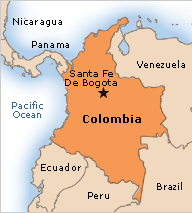 Nicaragua
Panama
Venezuela
Santa Fe
De Bogota
Pacific
Ocean
Colombia
Ecuador
Peru
Brazil